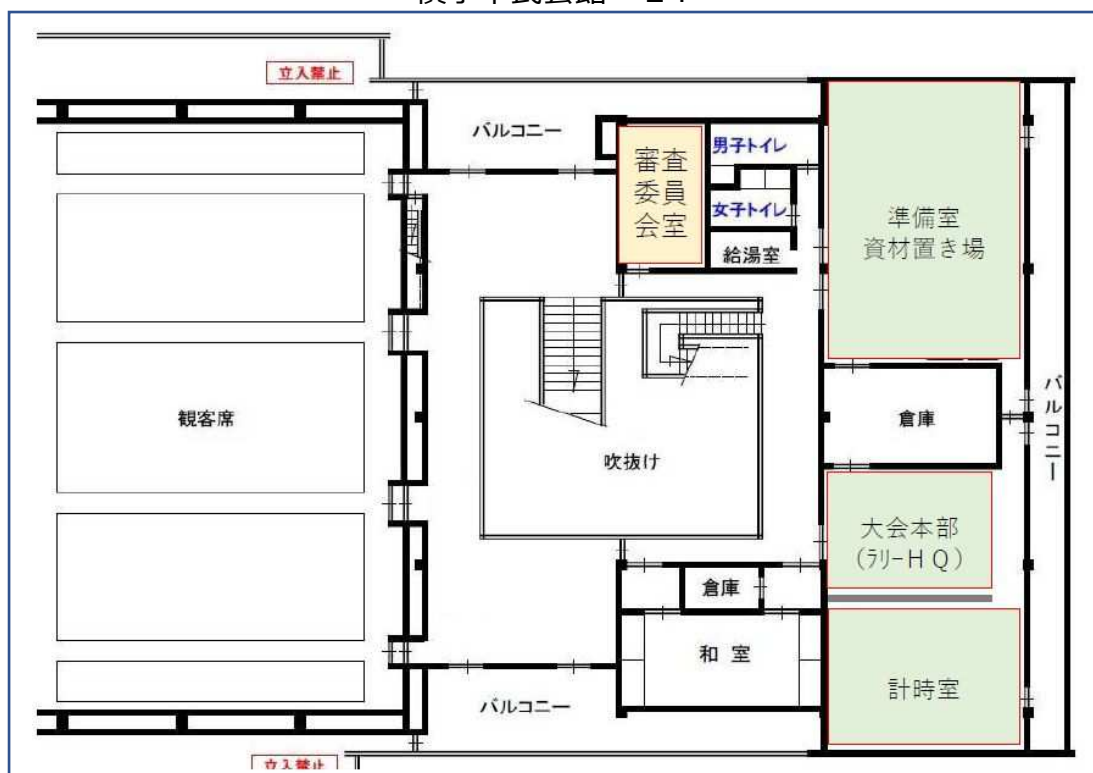 立入禁止
バルコニー
審査
委員
会室
男子トイレ
女子トイレ
給湯室
準備室
資材置き場
観客席
吹抜け
倉庫
バルコニー
大会本部
(ラリーHQ)
倉庫
和 室
計時室
バルコニー
立入禁止